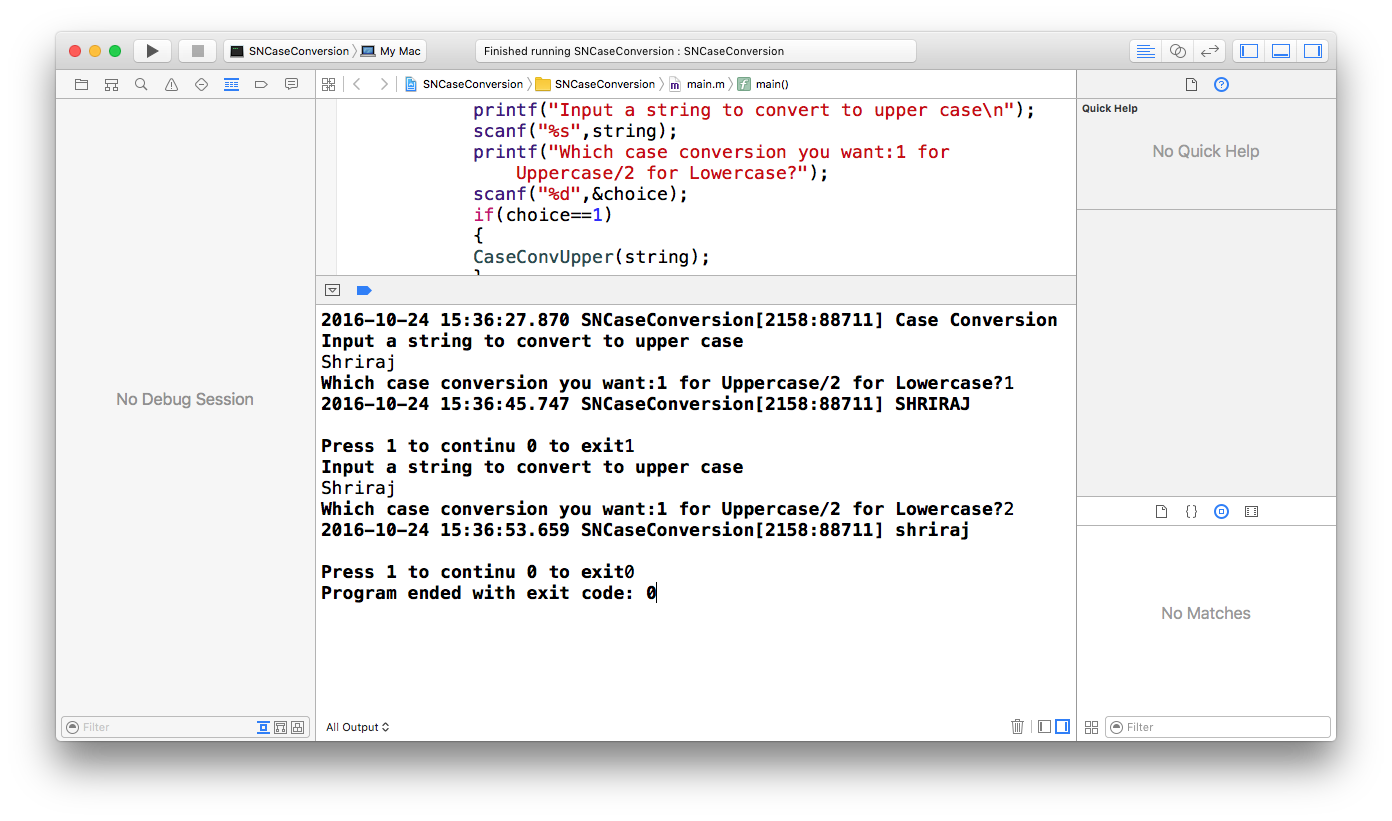 SNCaseConversion My Mac
Finished running SNCaseConversion : SNCaseConversion
SNCaseConversion SNCaseConversion m main.m f main()
printf("Input a string to convert to upper case\n");
scanf("%s",string);
printf("Which case conversion you want:1 for
Uppercase/2 for Lowercase?");
scanf("%d",&choice);
if(choice==1)
{
CaseConvUpper(string);
Quick Help
No Quick Help
No Debug Session
2016-10-24 15:36:27.870 SNCaseConversion[2158:88711] Case Conversion
Input a string to convert to upper case
Shriraj
Which case conversion you want:1 for Uppercase/2 for Lowercase?1
2016-10-24 15:36:45.747 SNCaseConversion[2158:88711] SHRIRAJ
Press 1 to continu 0 to exit1
Input a string to convert to upper case
Shriraj
Which case conversion you want:1 for Uppercase/2 for Lowercase?2
2016-10-24 15:36:53.659 SNCaseConversion[2158:88711] shriraj
Press 1 to continu 0 to exit0
Program ended with exit code: 0
{}
No Matches
Filter
All Output
Filter